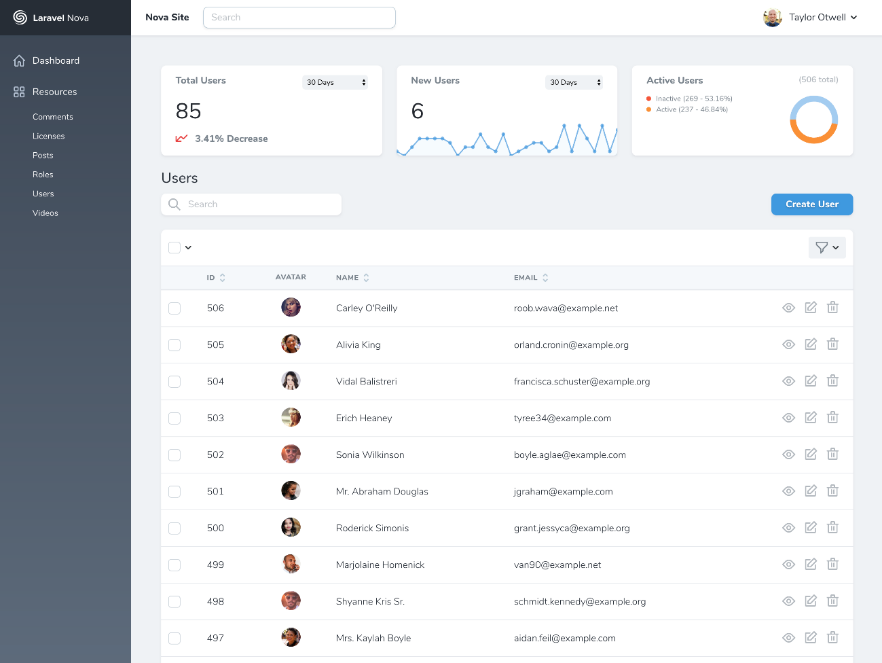 Laravel Nova
Nova Site
Search
Taylor Otwell
Dashboard
Resources
Comments
Licenses
Posts
Roles
Users
Videos
Total Users
30 Days
85
3.41% Decrease
New Users
30 Days
6
Active Users
(506 total)
Inactive (269 - 53.16%)
Active (237 - 46.84%)
Users
Search
Create User
ID AVATAR NAME EMAIL
506 Carley O'Reilly roob.wava@example.net
505 Alivia King orland.cronin@example.org
504 Vidal Balistreri francisca.schuster@example.org
503 Erich Heaney tyree34@example.com
502 Sonia Wilkinson boyle.aglae@example.com
501 Mr. Abraham Douglas jgraham@example.com
500 Roderick Simonis grant.jessyca@example.org
499 Marjolaine Homenick van90@example.net
498 Shyanne Kris Sr. schmidt.kennedy@example.org
497 Mrs. Kaylah Boyle aidan.feil@example.com